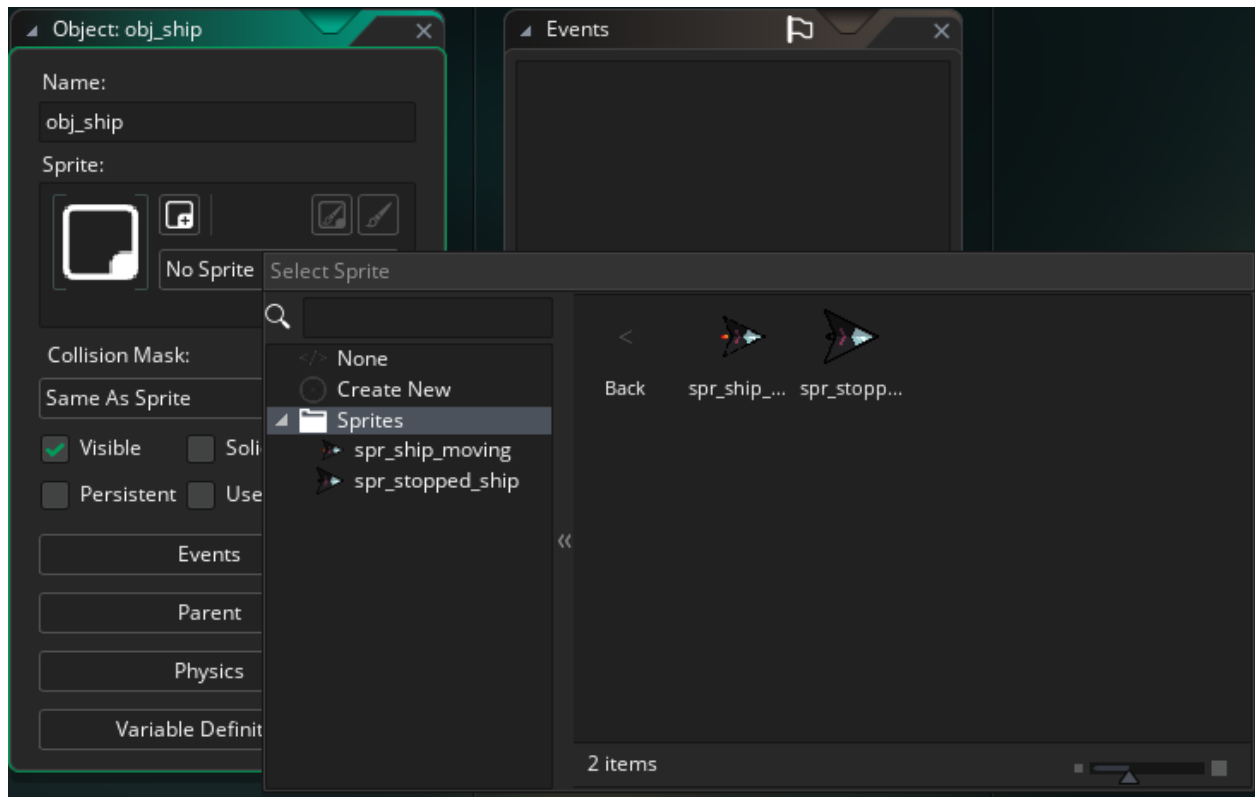 Object: obj_ship
Events
Name:
obj_ship
Sprite:
No Sprite
Select Sprite
None
Create New
Sprites
spr_ship_moving
spr_stopped_ship
<
Back
spr_ship_...
spr_stopp...
2 items
Collision Mask:
Same As Sprite
Visible
Soli
Persistent
Use
Events
Parent
Physics
Variable Definit